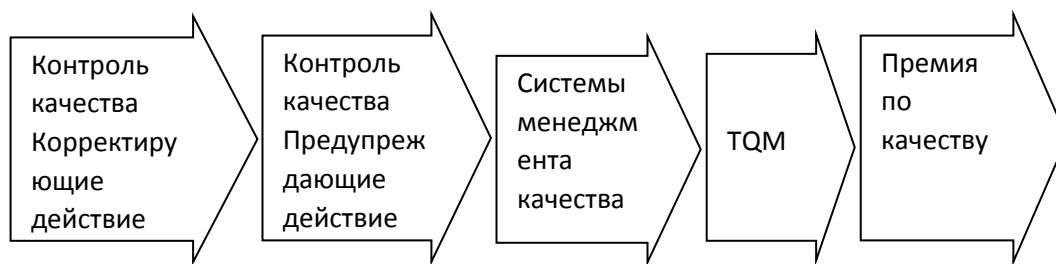 Контроль
качества
Корректиру
ющие
действие
Контроль
качества
Предупреж
дающие
действие
Системы
менеджм
ента
качества
TQM
Премия
по
качеству